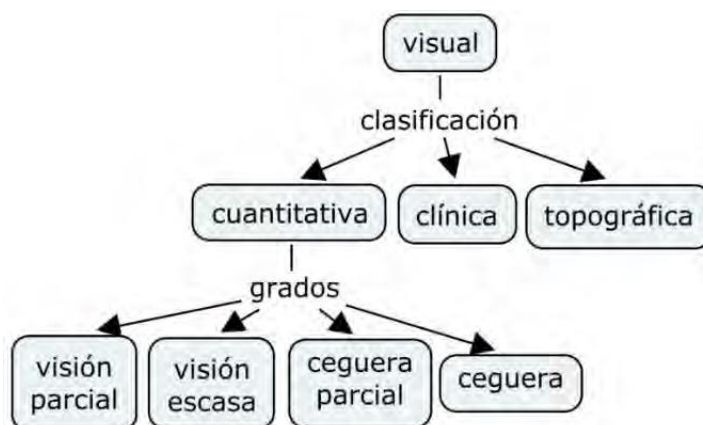 visual
clasificación
cuantitativa
clínica
topográfica
grados
visión
parcial
visión
escasa
ceguera
parcial
ceguera